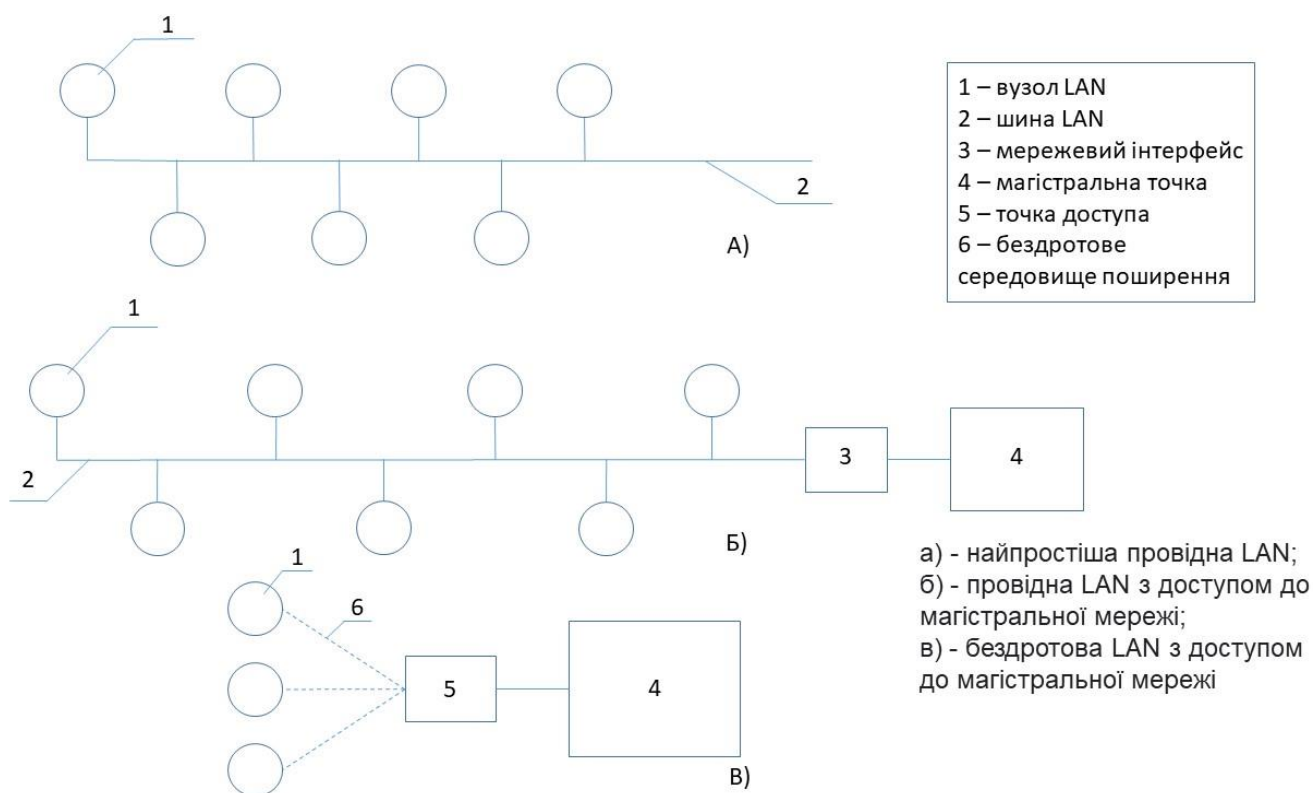 1
2
А)
1 – вузол LAN
2 – шина LAN
3 – мережевий інтерфейс
4 – магістральна точка
5 – точка доступа
6 – бездротове
середовище поширення
1
2
3
4
Б)
а) - найпростіша провідна LAN;
б) - провідна LAN з доступом до
магістральної мережі;
в) - бездротова LAN з доступом
до магістральної мережі
1
6
5
4
В)